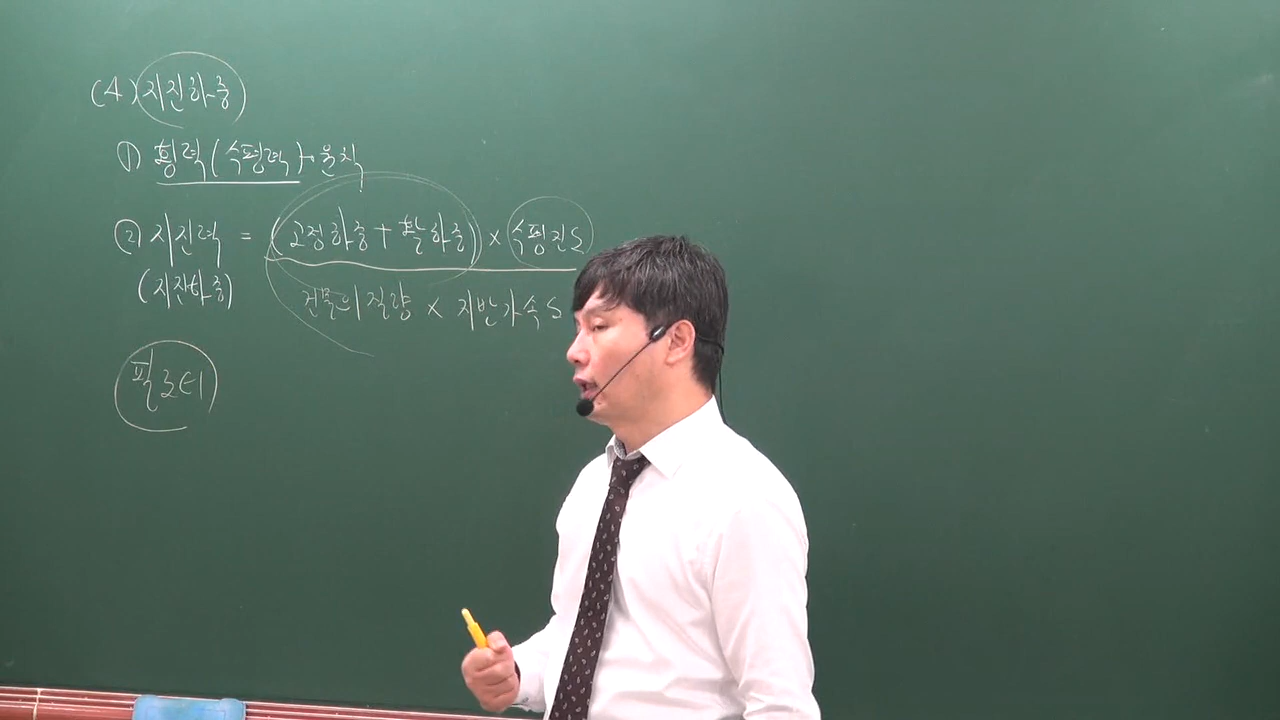 (4) 지진하중
① 횡력(수평력) → 원칙
② 지진력 = (고정하중 + 활하중) × 수평진도
(지진하중) 건물의 질량 × 지반가속도
필로티